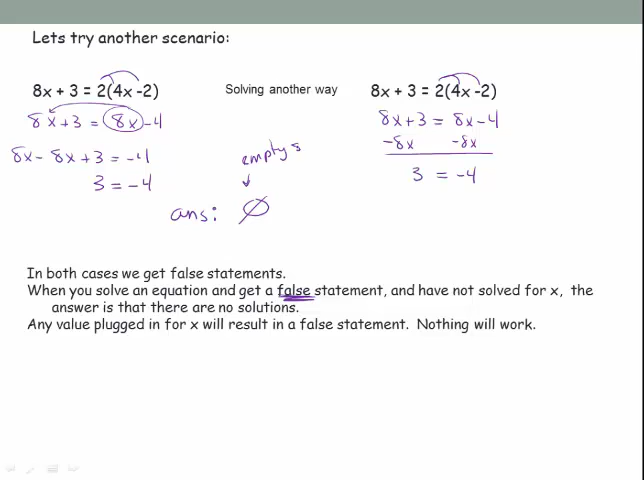 Lets try another scenario:
8x + 3 = 2(4x -2)
8x + 3 = 8x - 4
8x - 8x + 3 = -4
3 = -4
Solving another way
empty s
ans: ∅
8x + 3 = 2(4x -2)
8x + 3 = 8x - 4
-8x -8x
3 = -4
In both cases we get false statements.
When you solve an equation and get a false statement, and have not solved for x, the
answer is that there are no solutions.
Any value plugged in for x will result in a false statement. Nothing will work.